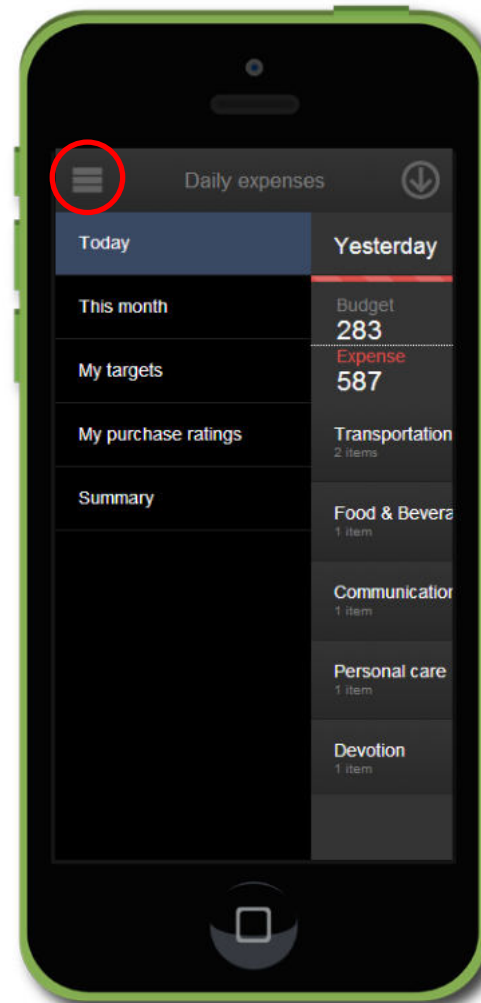 Daily expenses
Today
This month
My targets
My purchase ratings
Summary
Yesterday
Budget
283
Expense
587
Transportation
2 items
Food & Bevera
1 item
Communication
1 item
Personal care
1 item
Devotion
1 item